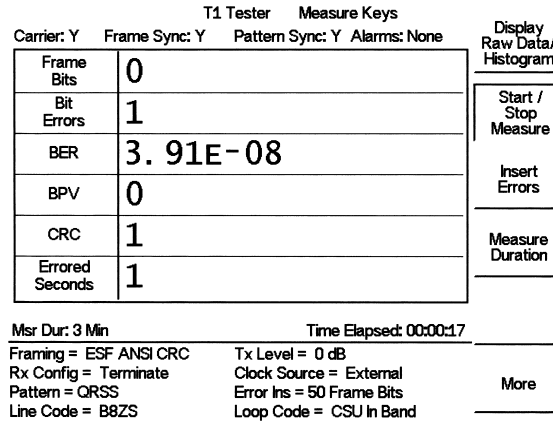 T1 Tester Measure Keys
Carrier: Y Frame Sync: Y Pattern Sync: Y Alarms: None
Frame Bits 0
Bit Errors 1
BER 3.91E-08
BPV 0
CRC 1
Errored Seconds 1
Msr Dur: 3 Min Time Elapsed: 00:00:17
Framing = ESF ANSI CRC Tx Level = 0 dB
Rx Config = Terminate Clock Source = External
Pattern = QRSS Error Ins = 50 Frame Bits
Line Code = B8ZS Loop Code = CSU In Band
Display
Raw Data/
Histogram
Start /
Stop
Measure
Insert
Errors
Measure
Duration
More